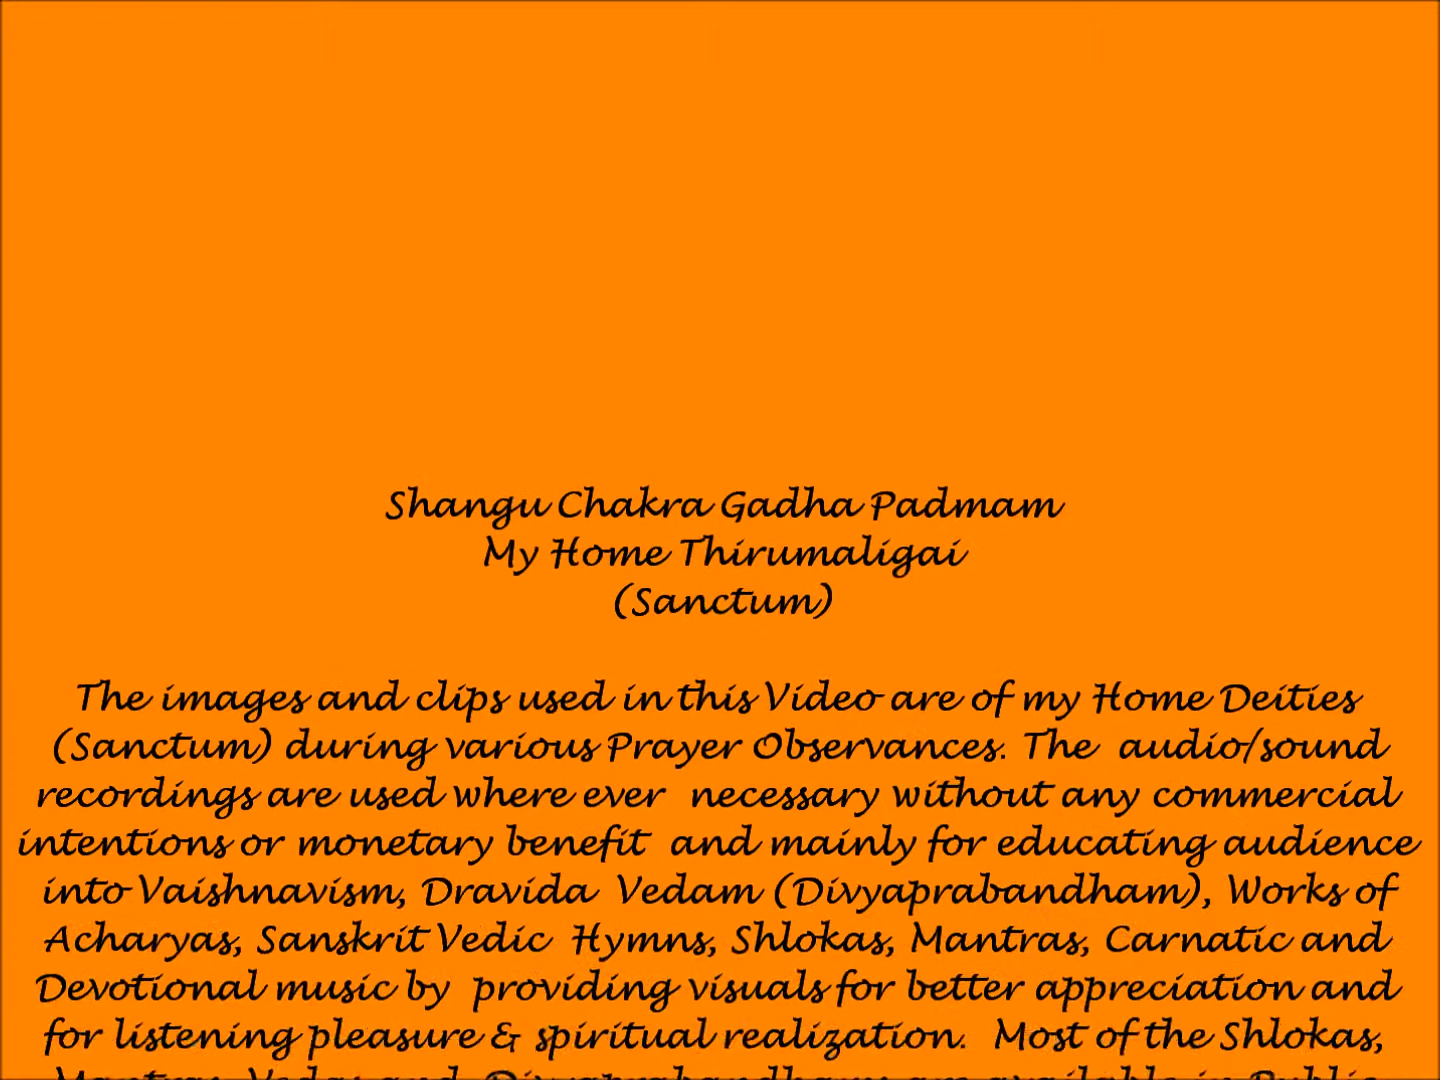 Shangu Chakra Gadha Padmam
My Home Thirumaligai
(Sanctum)
The images and clips used in this Video are of my Home Deities
(Sanctum) during various Prayer Observances. The audio/sound
recordings are used where ever necessary without any commercial
intentions or monetary benefit and mainly for educating audience
into Vaishnavism, Dravida Vedam (Divyaprabandham), Works of
Acharyas, Sanskrit Vedic Hymns, Shlokas, Mantras, Carnatic and
Devotional music by providing visuals for better appreciation and
for listening pleasure & spiritual realization. Most of the Shlokas,